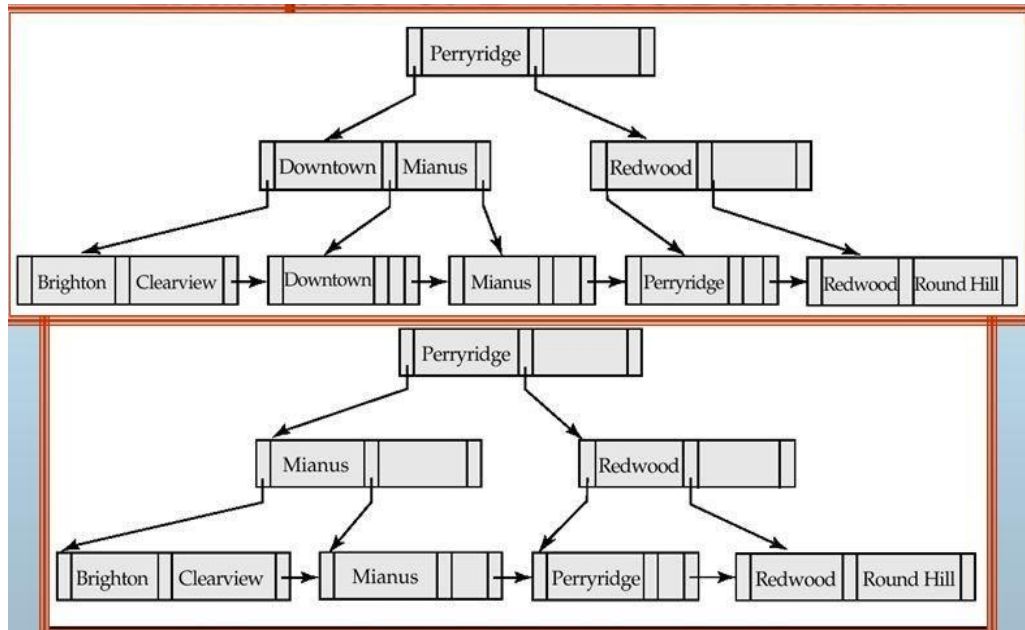 Perryridge
Downtown Mianus Redwood
Brighton Clearview Downtown Mianus Perryridge Redwood Round Hill
Perryridge
Mianus Redwood
Brighton Clearview Mianus Perryridge Redwood Round Hill